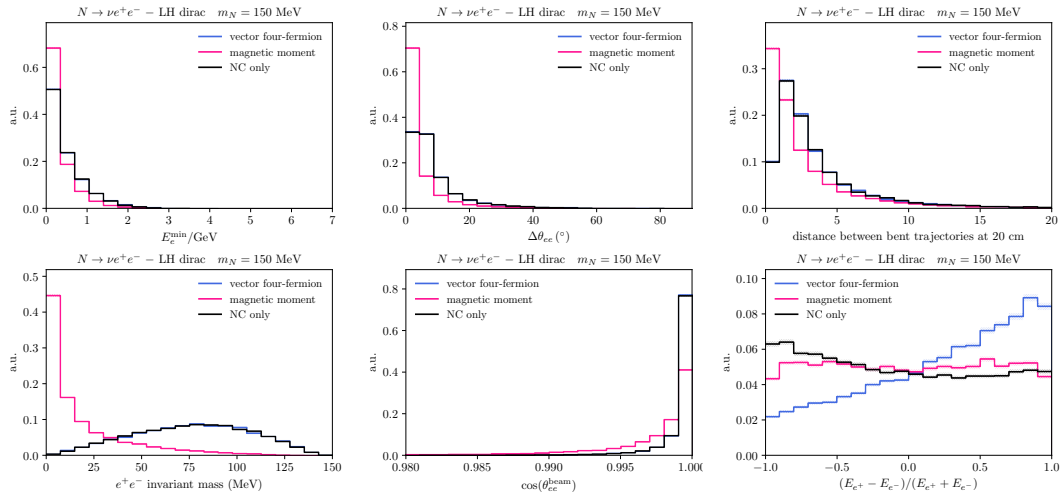 N → νe⁺e⁻ − LH dirac   m_N = 150 MeV
a.u.
0.6
0.4
0.2
0.0
vector four-fermion
magnetic moment
NC only
0 1 2 3 4 5 6 7
E_e^min/GeV
N → νe⁺e⁻ − LH dirac   m_N = 150 MeV
a.u.
0.8
0.6
0.4
0.2
0.0
vector four-fermion
magnetic moment
NC only
0 20 40 60 80
Δθ_ee (°)
N → νe⁺e⁻ − LH dirac   m_N = 150 MeV
a.u.
0.3
0.2
0.1
0.0
vector four-fermion
magnetic moment
NC only
0 5 10 15 20
distance between bent trajectories at 20 cm
N → νe⁺e⁻ − LH dirac   m_N = 150 MeV
a.u.
0.5
0.4
0.3
0.2
0.1
0.0
vector four-fermion
magnetic moment
NC only
0 25 50 75 100 125 150
e⁺e⁻ invariant mass (MeV)
N → νe⁺e⁻ − LH dirac   m_N = 150 MeV
a.u.
0.8
0.6
0.4
0.2
0.0
vector four-fermion
magnetic moment
NC only
0.980 0.985 0.990 0.995 1.000
cos(θ_ee^beam)
N → νe⁺e⁻ − LH dirac   m_N = 150 MeV
a.u.
0.10
0.08
0.06
0.04
0.02
0.00
vector four-fermion
magnetic moment
NC only
−1.0 −0.5 0.0 0.5 1.0
(E_e⁺ − E_e⁻)/(E_e⁺ + E_e⁻)